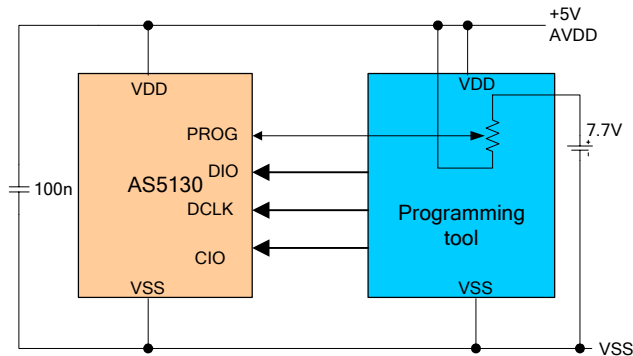 +5V
AVDD
VDD
VDD
PROG
7.7V
DIO
100n
AS5130
DCLK
Programming
tool
CIO
VSS
VSS
VSS